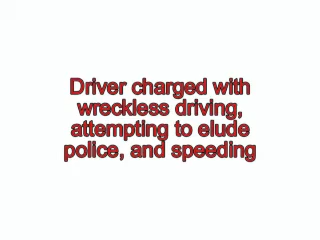 Driver charged with
wreckless driving,
attempting to elude
police, and speeding